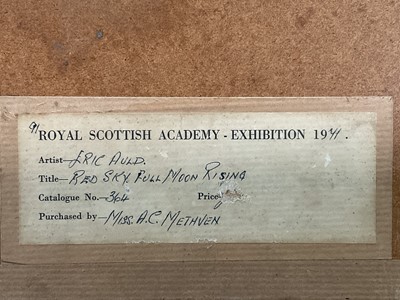 91 ROYAL SCOTTISH ACADEMY - EXHIBITION 1971.
Artist - ERIC AULD.
Title - RED SKY, FULL MOON RISING
Catalogue No. - 364 Price
Purchased by - MISS. A.C. METHVEN